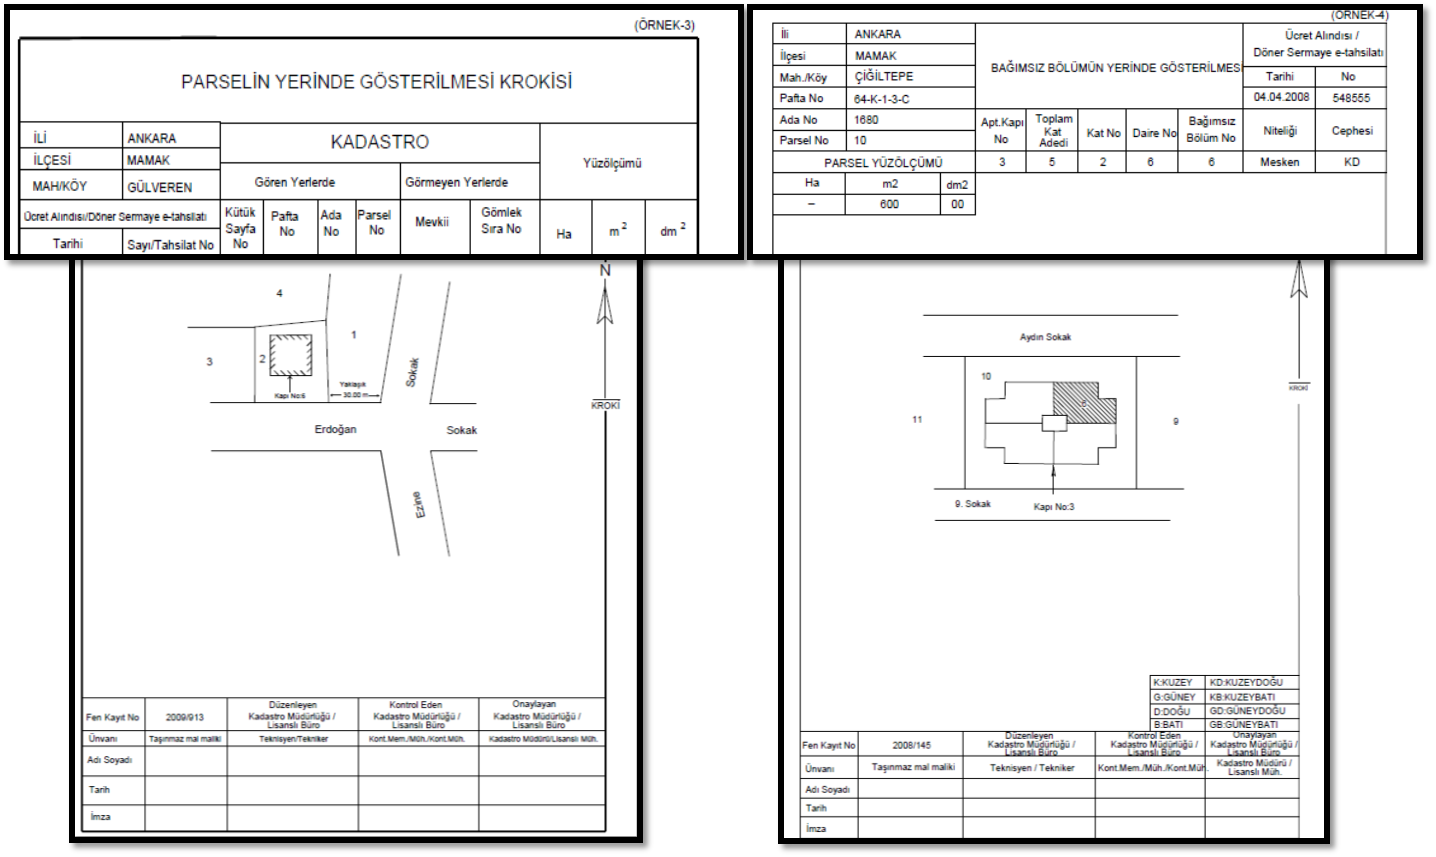 (ÖRNEK-3)
PARSELİN YERİNDE GÖSTERİLMESİ KROKİSİ
İLİ ANKARA
İLÇESİ MAMAK
MAH/KÖY GÜLVEREN
KADASTRO
Yüzölçümü
Gören Yerlerde Görmeyen Yerlerde
Ücret Alındısı/Döner Sermaye e-tahsilatı
Tarihi Sayı/Tahsilat No
Kütük
Sayfa
No
Pafta
No
Ada
No
Parsel
No
Mevkii
Gömlek
Sıra No
Ha
m 2
dm 2
N
4
1
3
2
Kapı No:6
Yaklaşık
30.00 m
Sokak
KROKİ
Erdoğan Sokak
Ezine
Fen Kayıt No 2009/913
Düzenleyen
Kadastro Müdürlüğü /
Lisanslı Büro
Kontrol Eden
Kadastro Müdürlüğü /
Lisanslı Büro
Onaylayan
Kadastro Müdürlüğü /
Lisanslı Büro
Ünvanı Taşınmaz mal maliki Teknisyen/Tekniker Kont.Mem./Müh./Kont.Müh. Kadastro Müdürü/Lisanslı Müh.
Adı Soyadı
Tarih
İmza
(ÖRNEK-4)
İli ANKARA
İlçesi MAMAK
Mah./Köy ÇİĞİLTEPE
Pafta No 64-K-1-3-C
Ada No 1680
Parsel No 10
BAĞIMSIZ BÖLÜMÜN YERİNDE GÖSTERİLMESİ
Ücret Alındısı /
Döner Sermaye e-tahsilatı
Tarihi No
04.04.2008 548555
Apt.Kapı
No
Toplam
Kat
Adedi
Kat No
Daire No
Bağımsız
Bölüm No
Niteliği
Cephesi
PARSEL YÜZÖLÇÜMÜ 3 5 2 6 6 Mesken KD
Ha m2 dm2
– 600 00
Aydın Sokak
10
6
11
9
KROKİ
9. Sokak
Kapı No:3
K:KUZEY KD:KUZEYDOĞU
G:GÜNEY KB:KUZEYBATI
D:DOĞU GD:GÜNEYDOĞU
B:BATI GB:GÜNEYBATI
Fen Kayıt No 2008/145
Düzenleyen
Kadastro Müdürlüğü /
Lisanslı Büro
Kontrol Eden
Kadastro Müdürlüğü /
Lisanslı Büro
Onaylayan
Kadastro Müdürlüğü /
Lisanslı Büro
Ünvanı Taşınmaz mal maliki Teknisyen / Tekniker Kont.Mem./Müh./Kont.Müh. Kadastro Müdürü /
Lisanslı Müh.
Adı Soyadı
Tarih
İmza